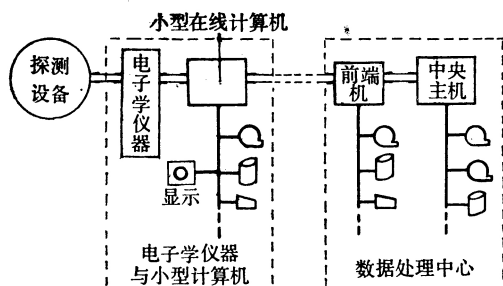 小型在线计算机
探测
设备
电子学仪器
前端
机
中央
主机
显示
电子学仪器
与小型计算机
数据处理中心